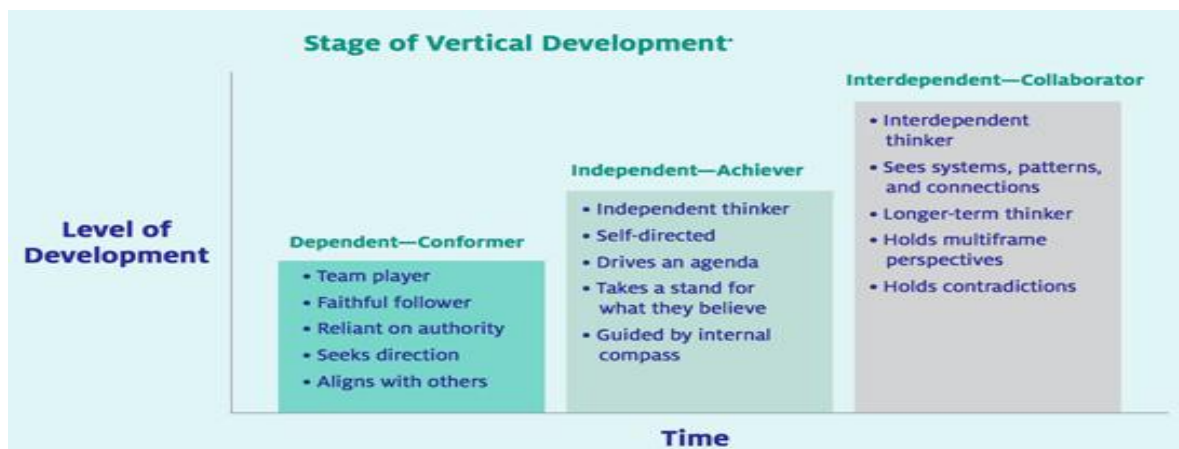 Stage of Vertical Development*
Interdependent—Collaborator
• Interdependent
thinker
• Sees systems, patterns,
and connections
• Longer-term thinker
• Holds multiframe
perspectives
• Holds contradictions
Independent—Achiever
• Independent thinker
• Self-directed
• Drives an agenda
• Takes a stand for
what they believe
• Guided by internal
compass
Dependent—Conformer
• Team player
• Faithful follower
• Reliant on authority
• Seeks direction
• Aligns with others
Level of
Development
Time